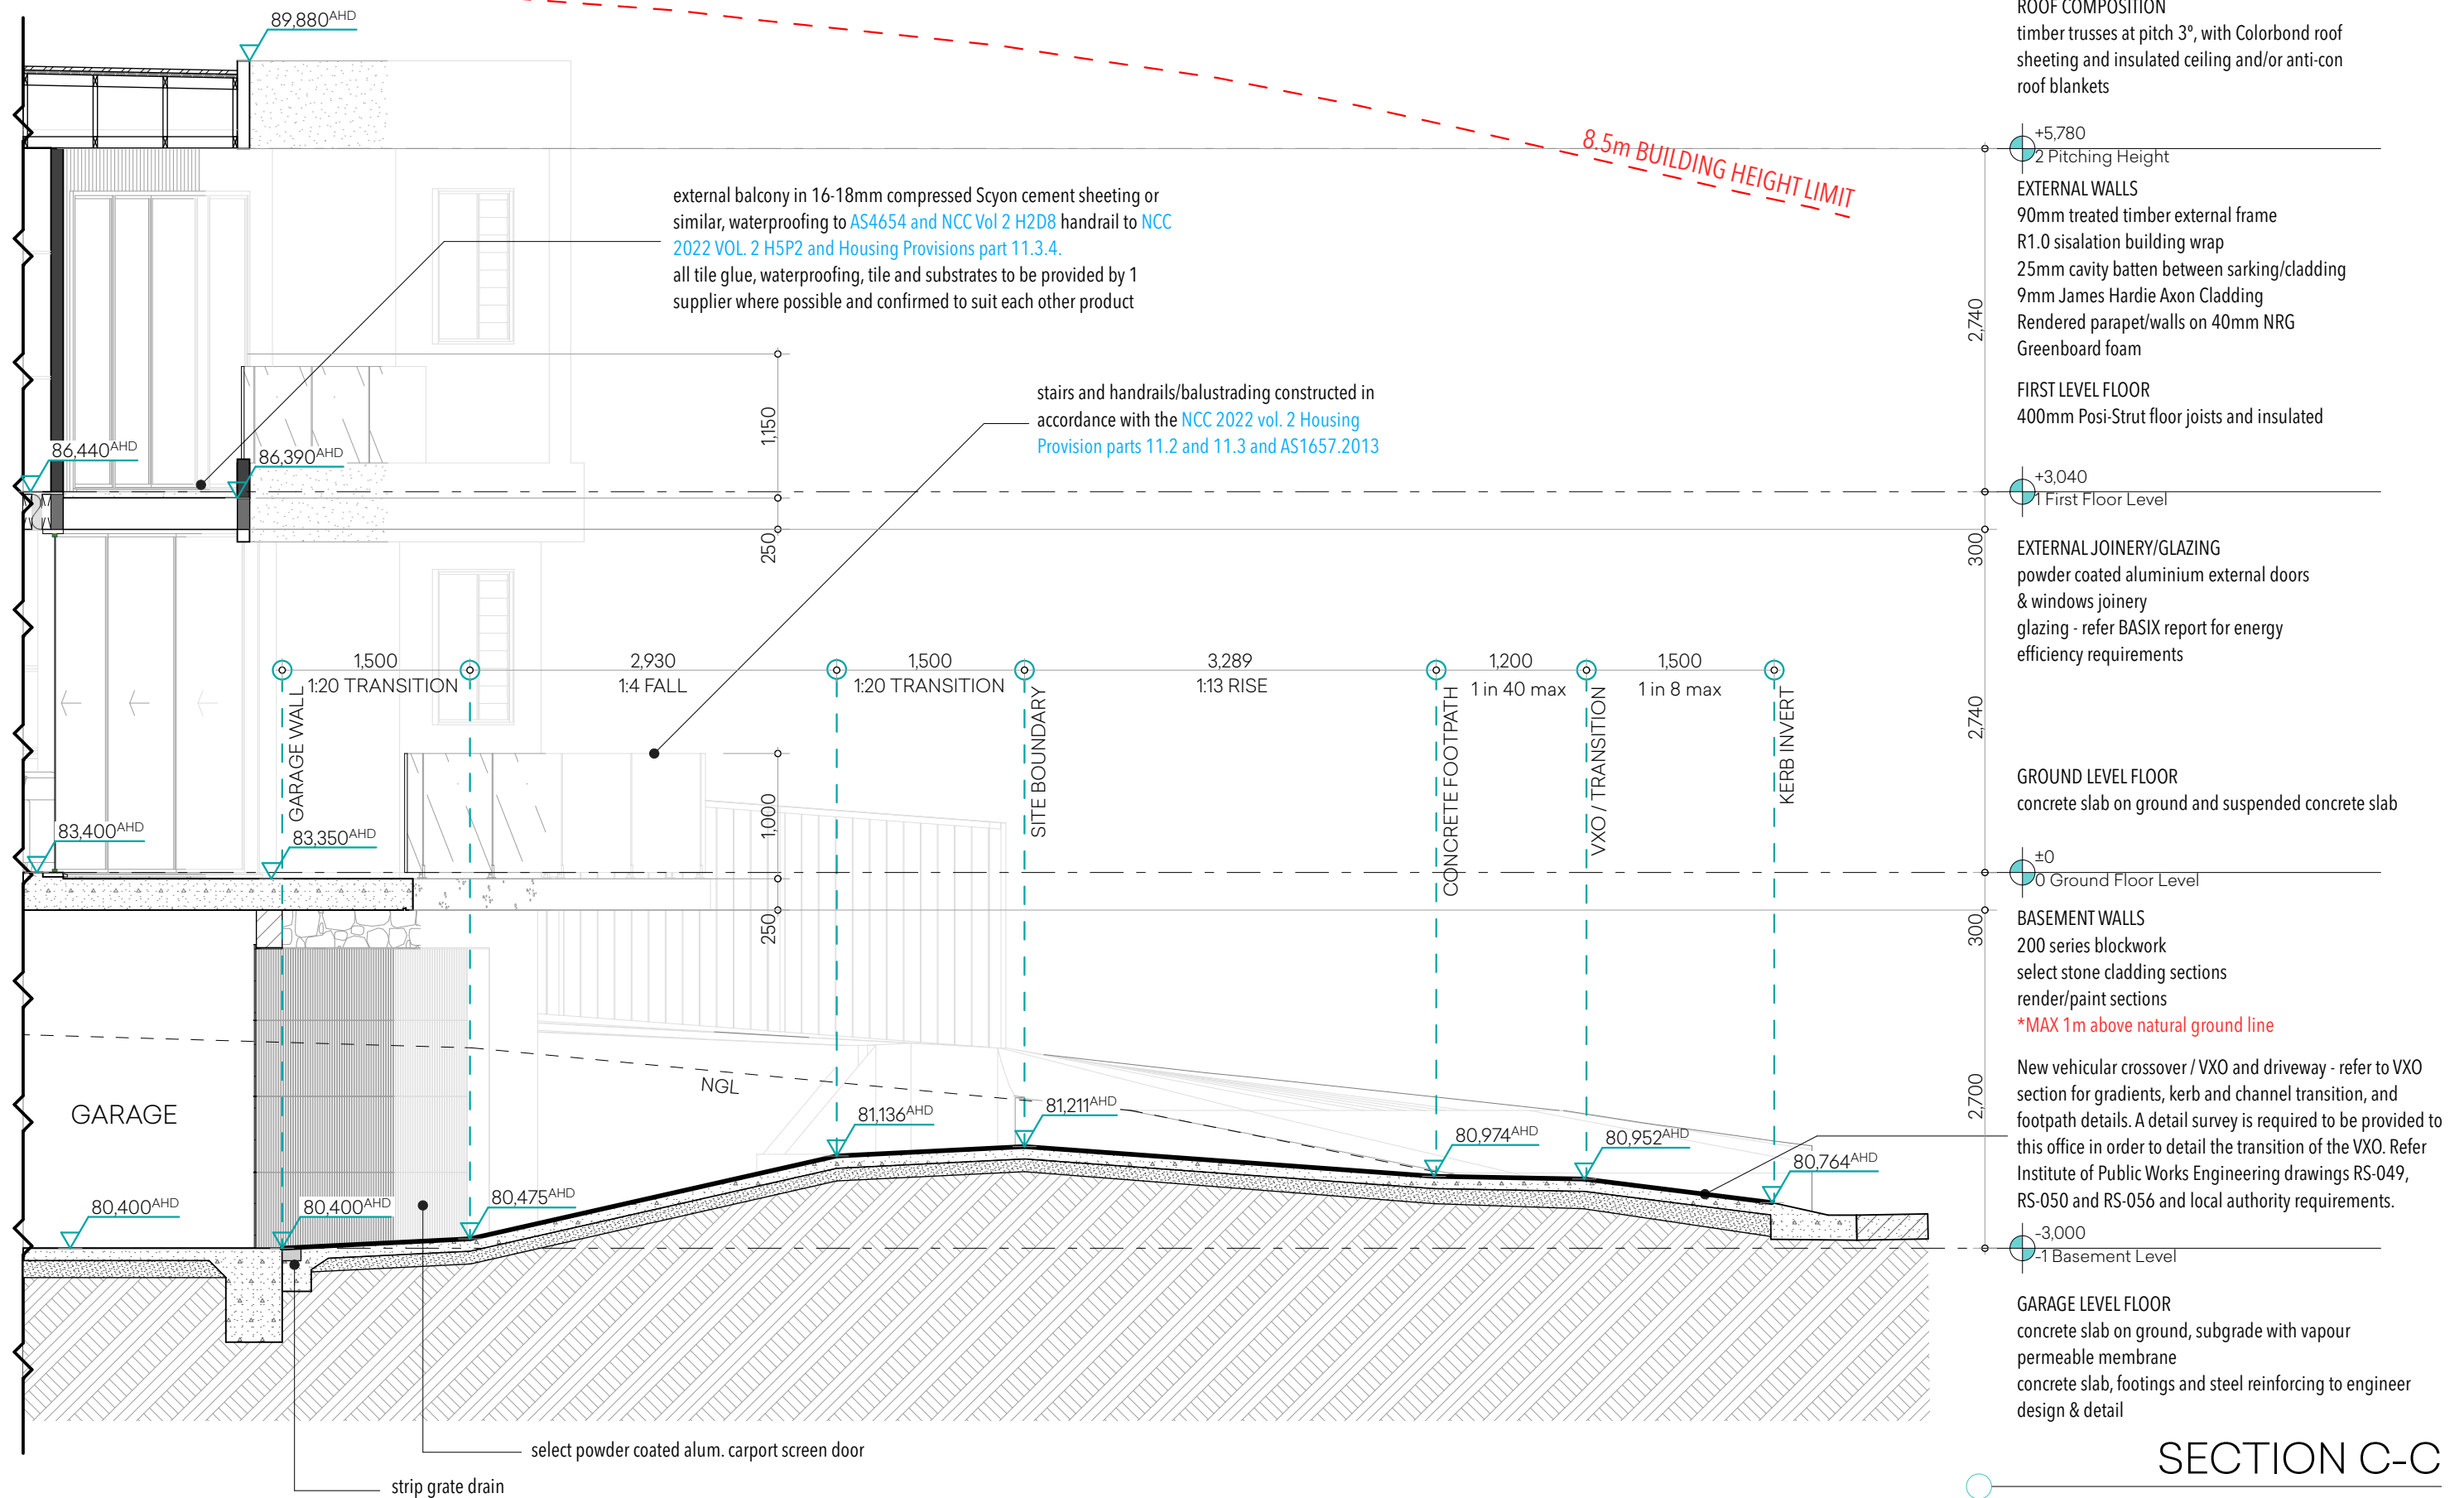 89,880AHD
8.5m BUILDING HEIGHT LIMIT
external balcony in 16-18mm compressed Scyon cement sheeting or
similar, waterproofing to AS4654 and NCC Vol 2 H2D8 handrail to NCC
2022 VOL. 2 H5P2 and Housing Provisions part 11.3.4.
all tile glue, waterproofing, tile and substrates to be provided by 1
supplier where possible and confirmed to suit each other product
stairs and handrails/balustrading constructed in
accordance with the NCC 2022 vol. 2 Housing
Provision parts 11.2 and 11.3 and AS1657.2013
86,440AHD
86,390AHD
1,150
250
1,500
1:20 TRANSITION
2,930
1:4 FALL
1,500
1:20 TRANSITION
3,289
1:13 RISE
1,200
1 in 40 max
1,500
1 in 8 max
GARAGE WALL
SITE BOUNDARY
CONCRETE FOOTPATH
VXO / TRANSITION
KERB INVERT
83,400AHD
83,350AHD
1,000
250
NGL
GARAGE
81,136AHD
81,211AHD
80,974AHD
80,952AHD
80,764AHD
80,400AHD
80,400AHD
80,475AHD
select powder coated alum. carport screen door
strip grate drain
2,740
300
2,740
300
2,700
ROOF COMPOSITION
timber trusses at pitch 3º, with Colorbond roof
sheeting and insulated ceiling and/or anti-con
roof blankets
+5,780
2 Pitching Height
EXTERNAL WALLS
90mm treated timber external frame
R1.0 sisalation building wrap
25mm cavity batten between sarking/cladding
9mm James Hardie Axon Cladding
Rendered parapet/walls on 40mm NRG
Greenboard foam
FIRST LEVEL FLOOR
400mm Posi-Strut floor joists and insulated
+3,040
1 First Floor Level
EXTERNAL JOINERY/GLAZING
powder coated aluminium external doors
& windows joinery
glazing - refer BASIX report for energy
efficiency requirements
GROUND LEVEL FLOOR
concrete slab on ground and suspended concrete slab
±0
0 Ground Floor Level
BASEMENT WALLS
200 series blockwork
select stone cladding sections
render/paint sections
*MAX 1m above natural ground line
New vehicular crossover / VXO and driveway - refer to VXO
section for gradients, kerb and channel transition, and
footpath details. A detail survey is required to be provided to
this office in order to detail the transition of the VXO. Refer
Institute of Public Works Engineering drawings RS-049,
RS-050 and RS-056 and local authority requirements.
-3,000
-1 Basement Level
GARAGE LEVEL FLOOR
concrete slab on ground, subgrade with vapour
permeable membrane
concrete slab, footings and steel reinforcing to engineer
design & detail
SECTION C-C